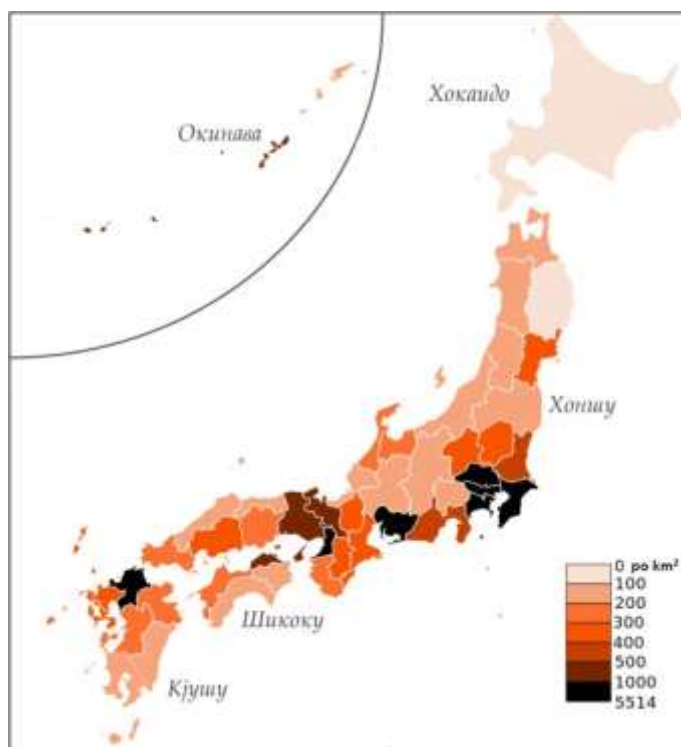 Хокаидо
Окинава
Хоншу
Шикоку
Кјушу
0 po km²
100
200
300
400
500
1000
5514